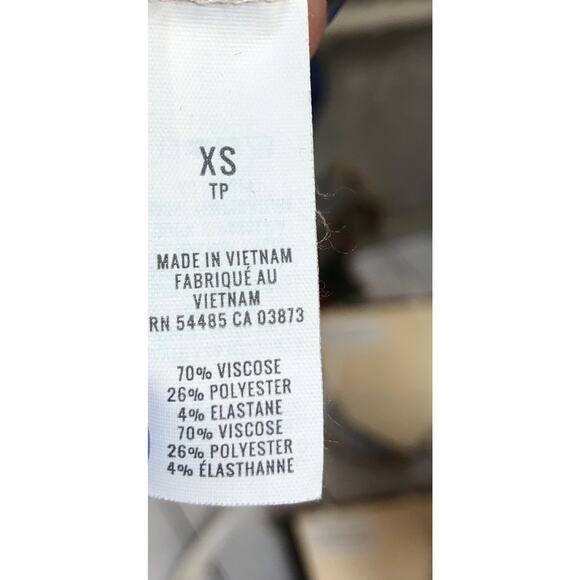 XS
TP
MADE IN VIETNAM
FABRIQUÉ AU
VIETNAM
RN 54485 CA 03873
70% VISCOSE
26% POLYESTER
4% ELASTANE
70% VISCOSE
26% POLYESTER
4% ÉLASTHANNE